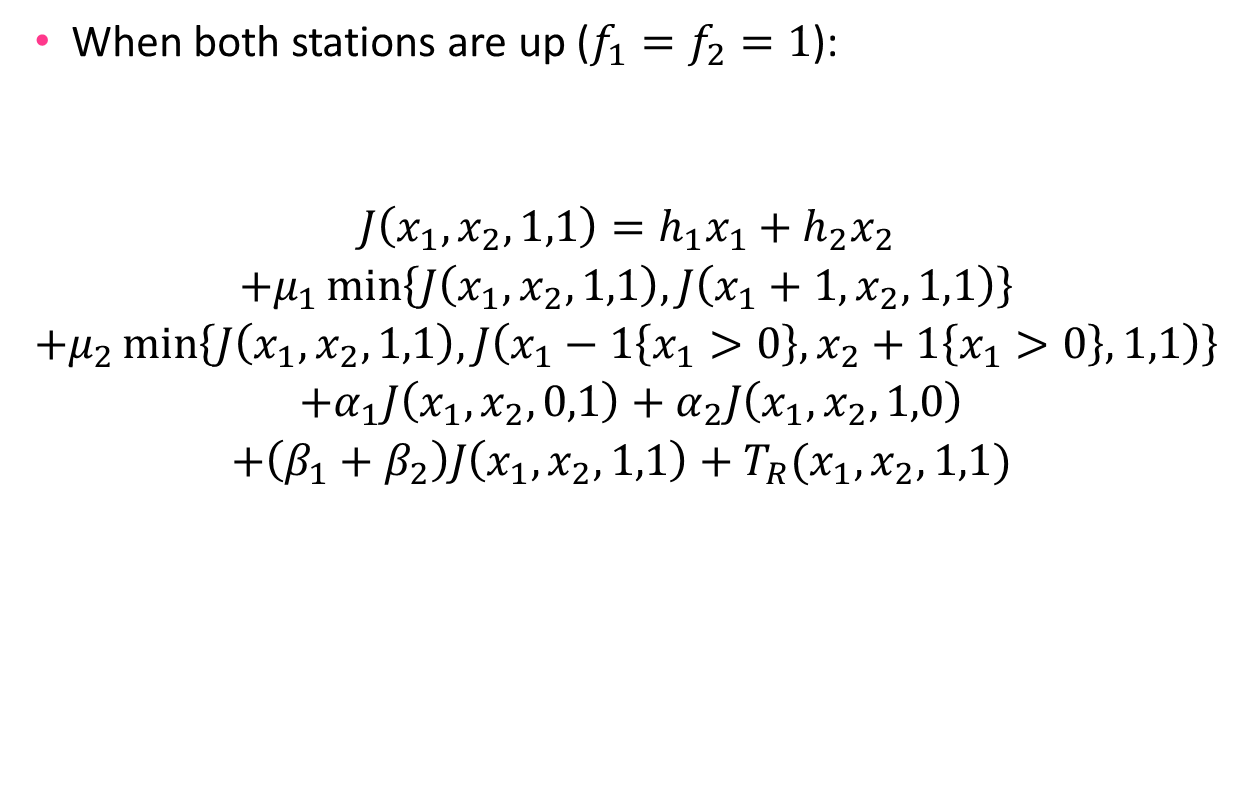 • When both stations are up (𝑓₁ = 𝑓₂ = 1):
𝐽(𝑥₁, 𝑥₂, 1,1) = ℎ₁𝑥₁ + ℎ₂𝑥₂
+𝜇₁ min{𝐽(𝑥₁, 𝑥₂, 1,1), 𝐽(𝑥₁ + 1, 𝑥₂, 1,1)}
+𝜇₂ min{𝐽(𝑥₁, 𝑥₂, 1,1), 𝐽(𝑥₁ − 1{𝑥₁ > 0}, 𝑥₂ + 1{𝑥₁ > 0}, 1,1)}
+𝛼₁𝐽(𝑥₁, 𝑥₂, 0,1) + 𝛼₂𝐽(𝑥₁, 𝑥₂, 1,0)
+(𝛽₁ + 𝛽₂)𝐽(𝑥₁, 𝑥₂, 1,1) + 𝑇_𝑅(𝑥₁, 𝑥₂, 1,1)